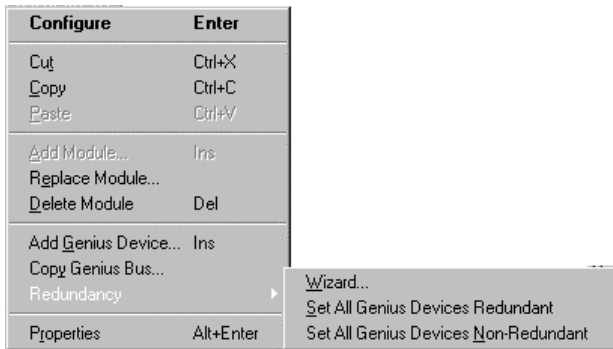 Configure Enter
Cut Ctrl+X
Copy Ctrl+C
Paste Ctrl+V
Add Module... Ins
Replace Module...
Delete Module Del
Add Genius Device... Ins
Copy Genius Bus...
Redundancy
Wizard...
Set All Genius Devices Redundant
Properties Alt+Enter
Set All Genius Devices Non-Redundant